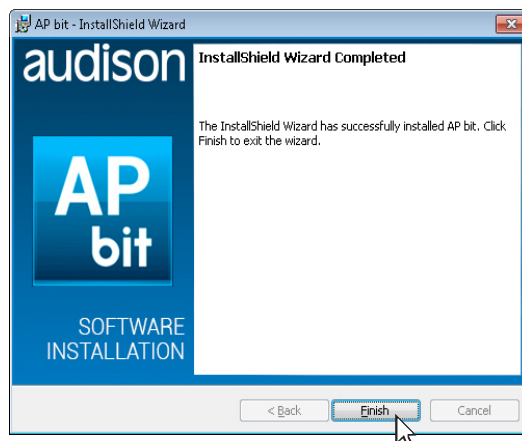 AP bit - InstallShield Wizard
audison
InstallShield Wizard Completed
The InstallShield Wizard has successfully installed AP bit. Click
Finish to exit the wizard.
AP
bit
SOFTWARE
INSTALLATION
< Back
Finish
Cancel